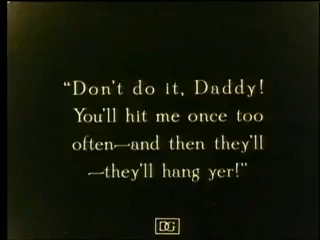 “Don't do it, Daddy!
You'll hit me once too
often—and then they'll
—they'll hang yer!”
DG